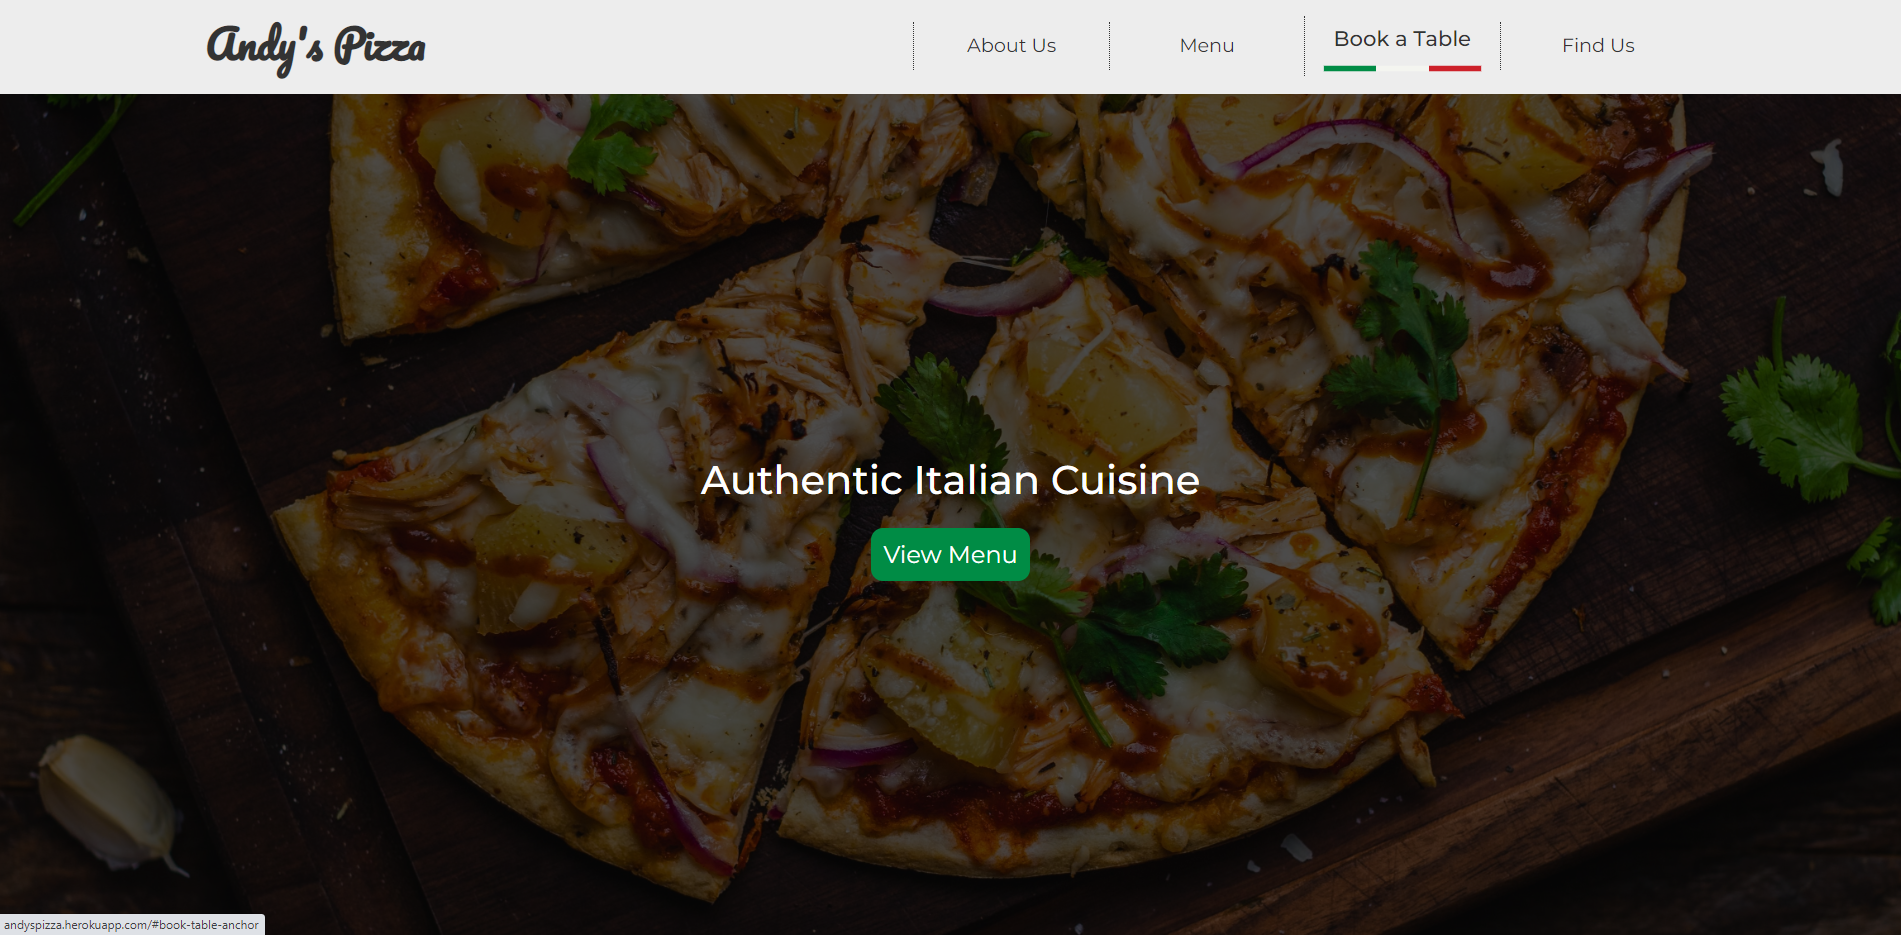 Andy's Pizza
About Us
Menu
Book a Table
Find Us
Authentic Italian Cuisine
View Menu
andyspizza.herokuapp.com/#book-table-anchor